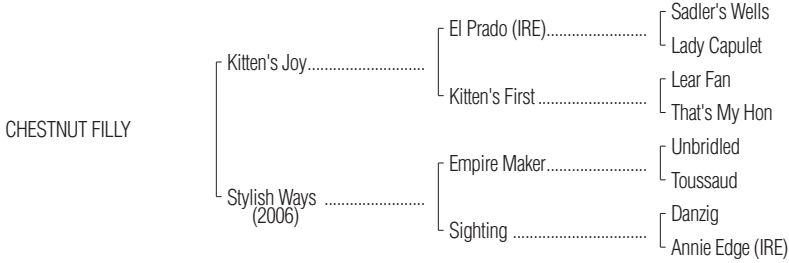 Sadler's Wells
El Prado (IRE)........................
Lady Capulet
Kitten's Joy............................
Lear Fan
Kitten's First ..........................
That's My Hon
CHESTNUT FILLY
Unbridled
Empire Maker........................
Toussaud
Stylish Ways ........................
(2006)
Danzig
Sighting ................................
Annie Edge (IRE)